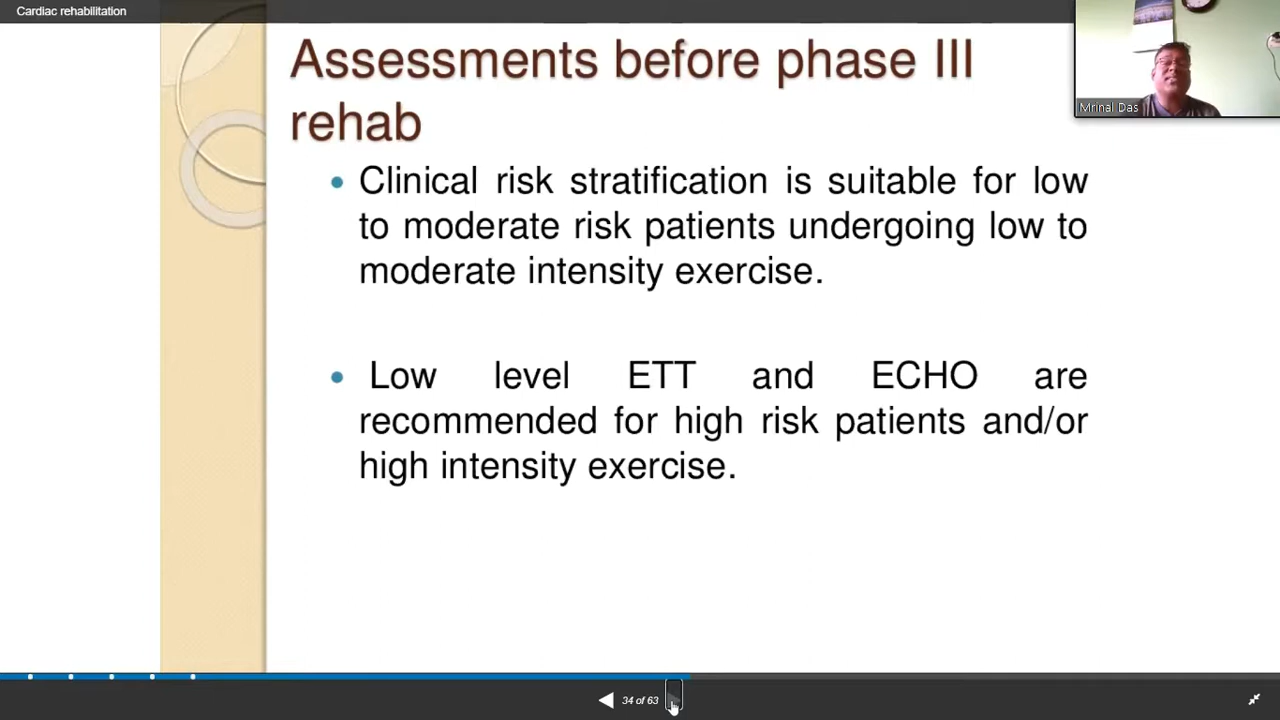 Cardiac rehabilitation
Assessments before phase III
rehab
Mrinal Das
• Clinical risk stratification is suitable for low
to moderate risk patients undergoing low to
moderate intensity exercise.
• Low level ETT and ECHO are
recommended for high risk patients and/or
high intensity exercise.
34 of 63